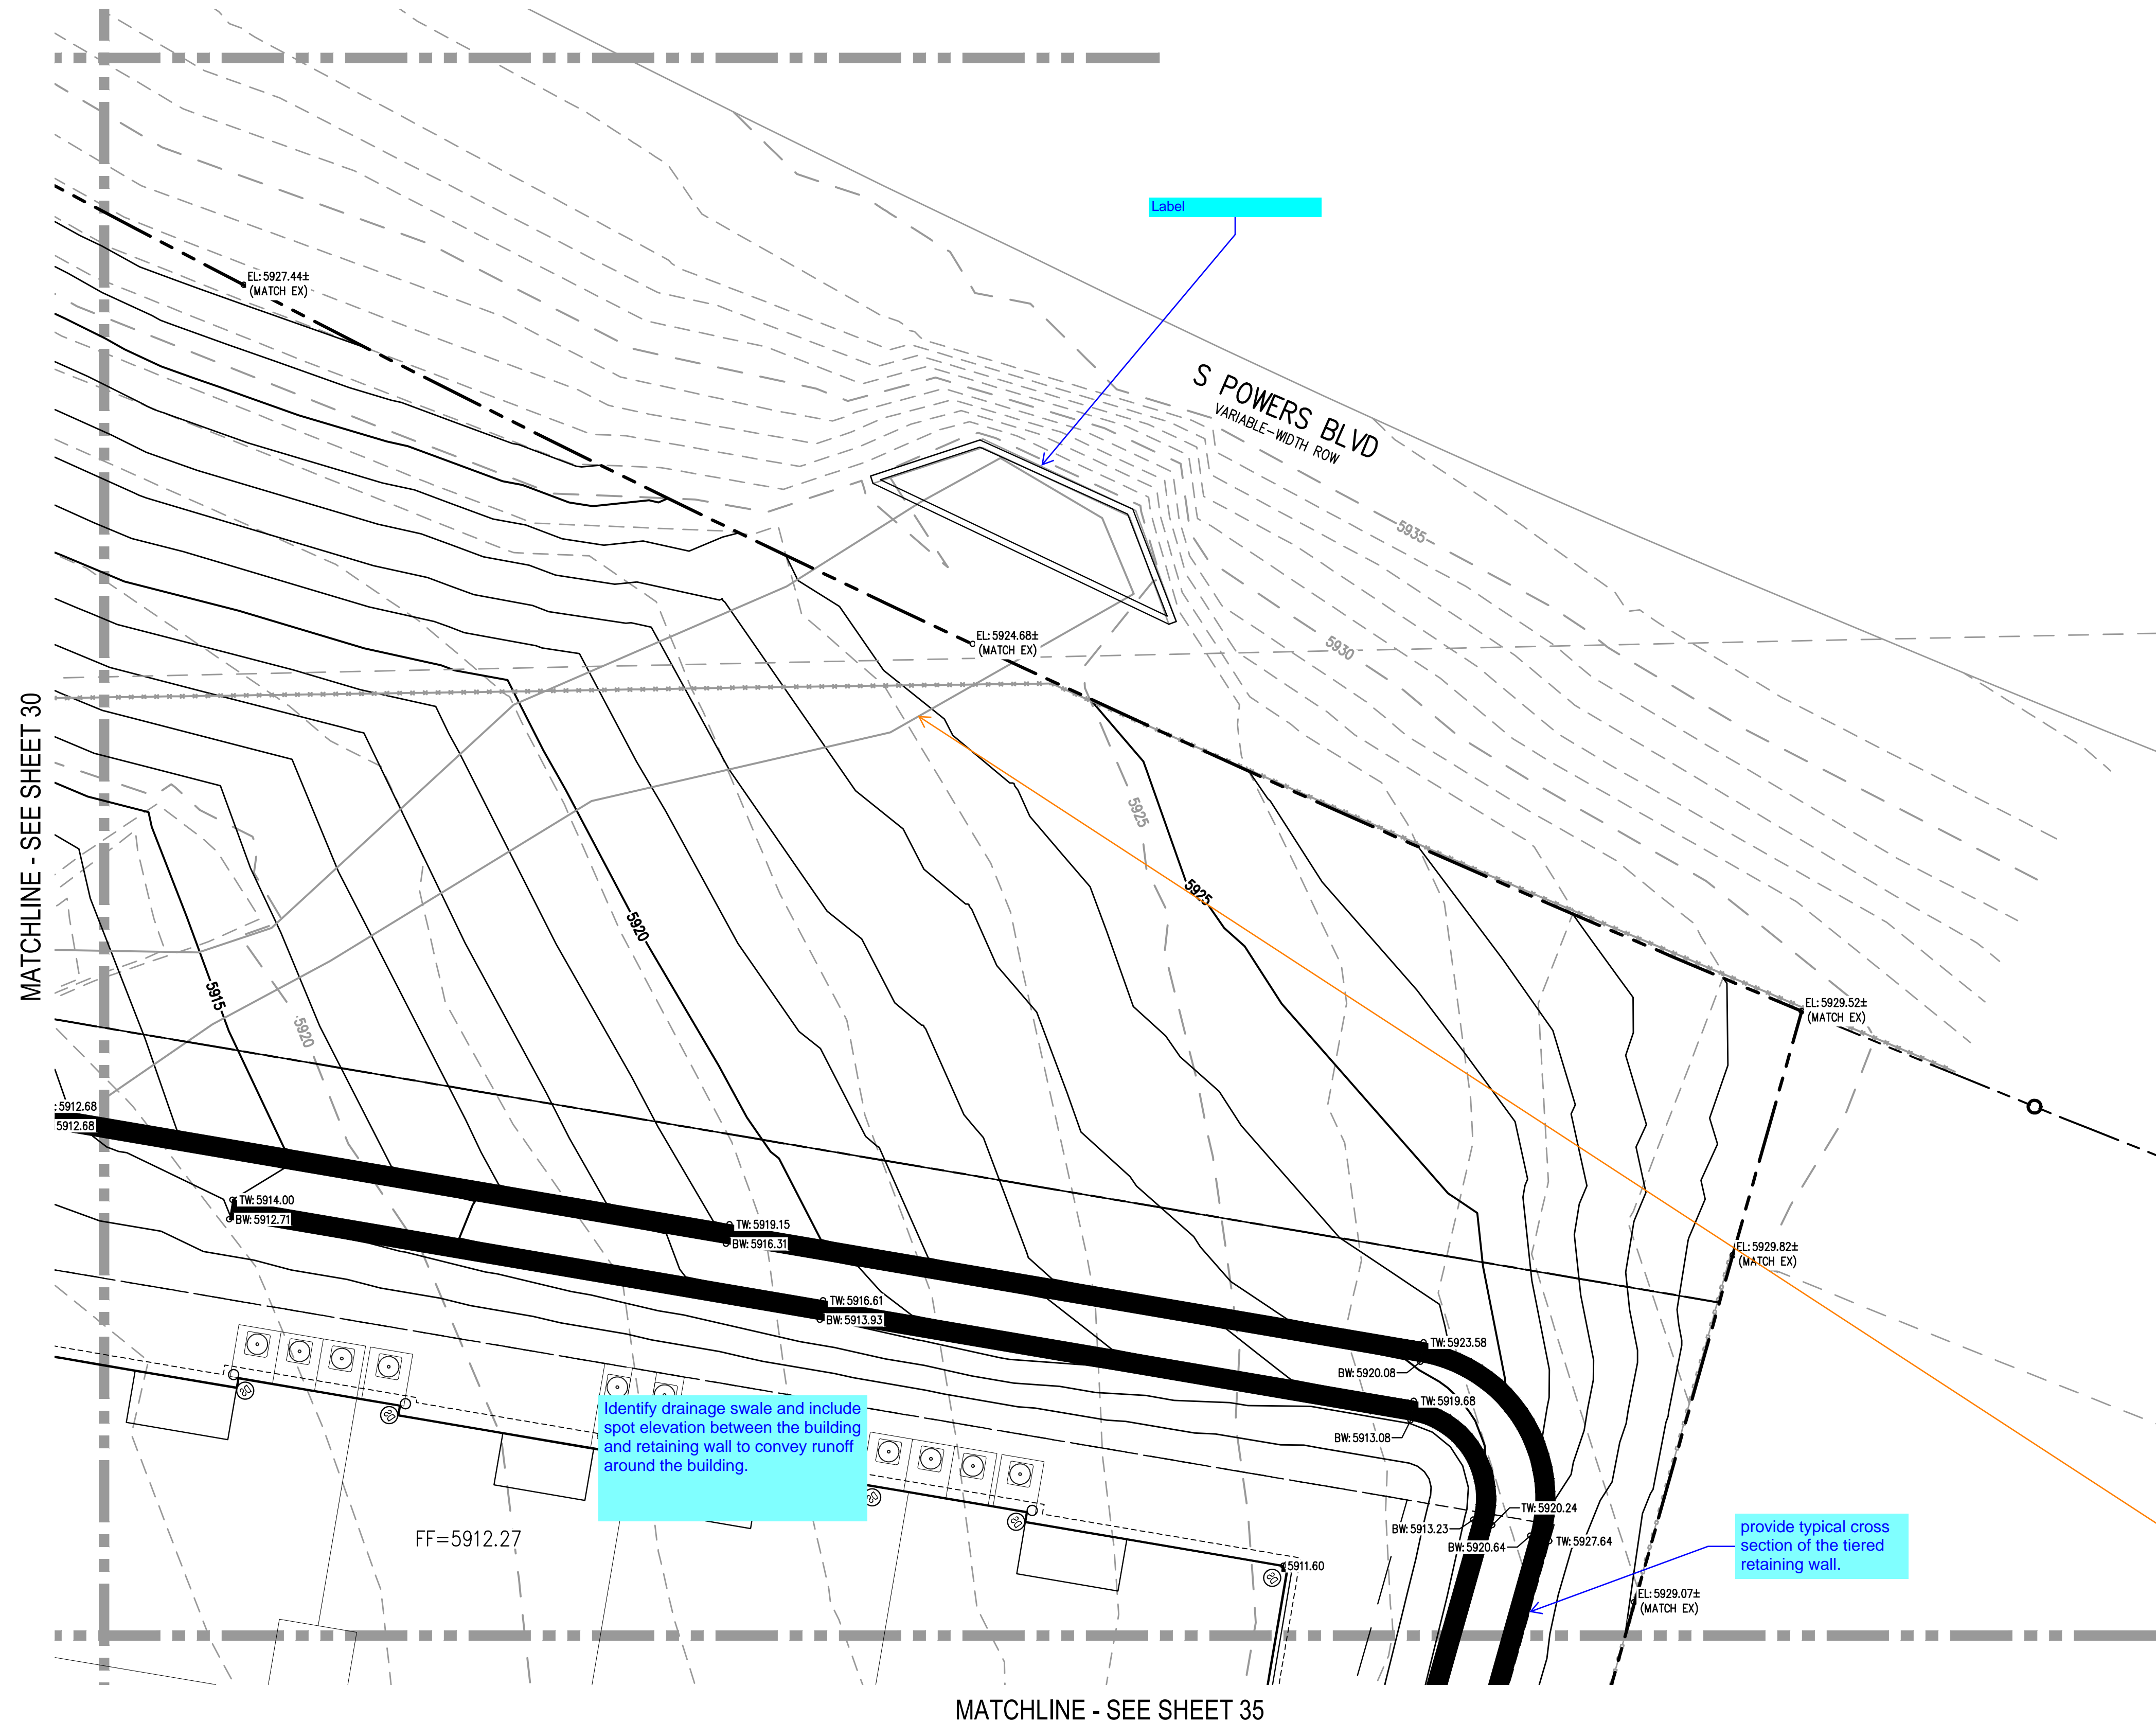 Label
EL: 5927.44±
(MATCH EX)
S POWERS BLVD
VARIABLE-WIDTH ROW
5935
5930
EL: 5924.68±
(MATCH EX)
MATCHLINE - SEE SHEET 30
5925
5925
5920
5915
5920
EL: 5929.52±
(MATCH EX)
: 5912.68
5912.68
TW: 5914.00
BW: 5912.71
TW: 5919.15
BW: 5916.31
EL: 5929.82±
(MATCH EX)
TW: 5916.61
BW: 5913.93
TW: 5923.58
BW: 5920.08
TW: 5919.68
BW: 5913.08
Identify drainage swale and include
spot elevation between the building
and retaining wall to convey runoff
around the building.
TW: 5920.24
BW: 5913.23
BW: 5920.64
TW: 5927.64
provide typical cross
section of the tiered
retaining wall.
FF=5912.27
5911.60
EL: 5929.07±
(MATCH EX)
MATCHLINE - SEE SHEET 35